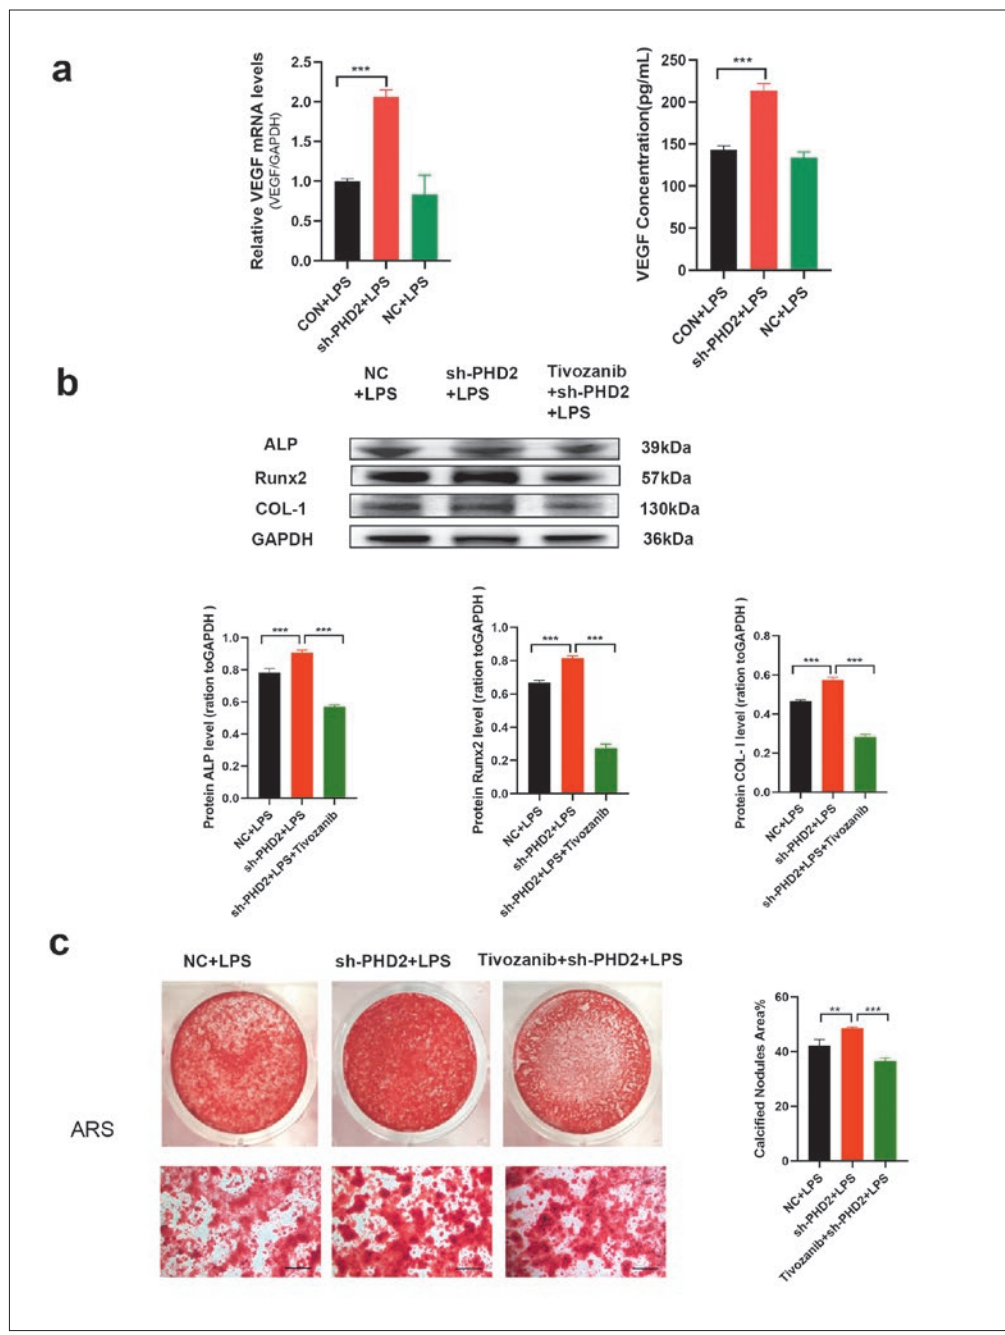 a
Relative VEGF mRNA levels
(VEGF/GAPDH)
2.5
2.0
1.5
1.0
0.5
0.0
***
CON+LPS
sh-PHD2+LPS
NC+LPS
VEGF Concentration(pg/mL)
250
200
150
100
50
0
***
CON+LPS
sh-PHD2+LPS
NC+LPS
b
NC
+LPS
sh-PHD2
+LPS
Tivozanib
+sh-PHD2
+LPS
ALP
39kDa
Runx2
57kDa
COL-1
130kDa
GAPDH
36kDa
Protein ALP level (ration toGAPDH )
1.0
0.8
0.6
0.4
0.2
0.0
***
***
NC+LPS
sh-PHD2+LPS
sh-PHD2+LPS+Tivozanib
Protein Runx2 level (ration toGAPDH )
1.0
0.8
0.6
0.4
0.2
0.0
***
***
NC+LPS
sh-PHD2+LPS
sh-PHD2+LPS+Tivozanib
Protein COL- I level (ration toGAPDH )
0.8
0.6
0.4
0.2
0.0
***
***
NC+LPS
sh-PHD2+LPS
sh-PHD2+LPS+Tivozanib
c
NC+LPS
sh-PHD2+LPS
Tivozanib+sh-PHD2+LPS
ARS
Calcified Nodules Area%
60
40
20
0
**
***
NC+LPS
sh-PHD2+LPS
Tivozanib+sh-PHD2+LPS